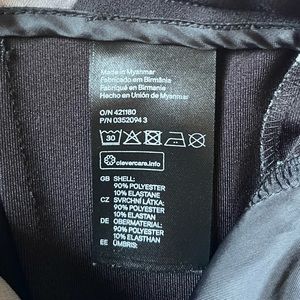 Made in Myanmar
Fabricado em Birmânia
Fabriqué en Birmanie
Hecho en Unión de Myanmar
O/N 421180
P/N 0352094 3
30
clevercare.info
GB SHELL:
90% POLYESTER
10% ELASTANE
CZ SVRCHNÍ LÁTKA:
90% POLYESTER
10% ELASTAN
DE OBERMATERIAL:
90% POLYESTER
10% ELASTHAN
EE ÜMBRIS: